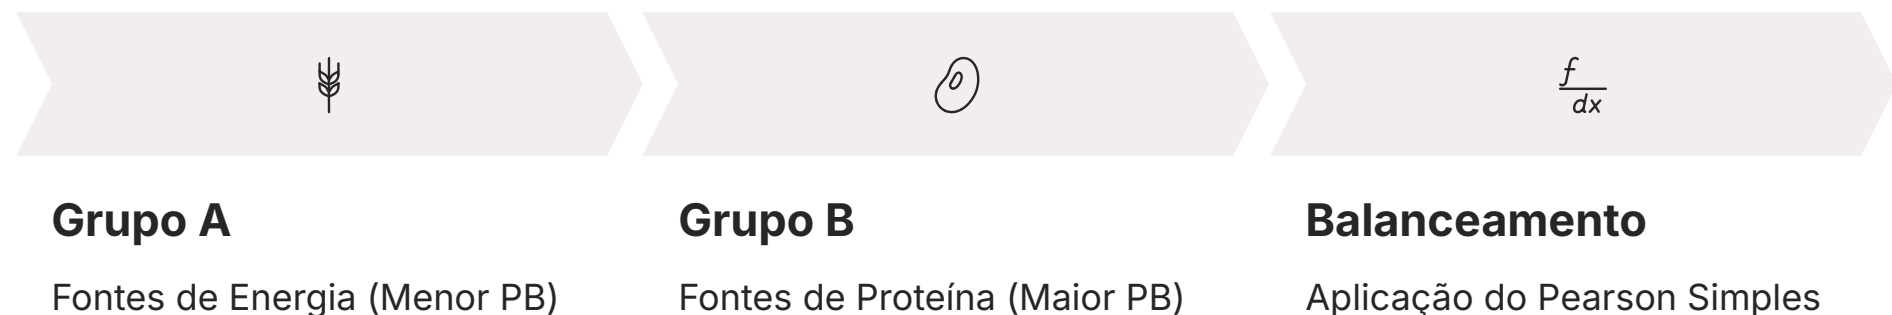 f
dx
Grupo A
Fontes de Energia (Menor PB)
Grupo B
Fontes de Proteína (Maior PB)
Balanceamento
Aplicação do Pearson Simples